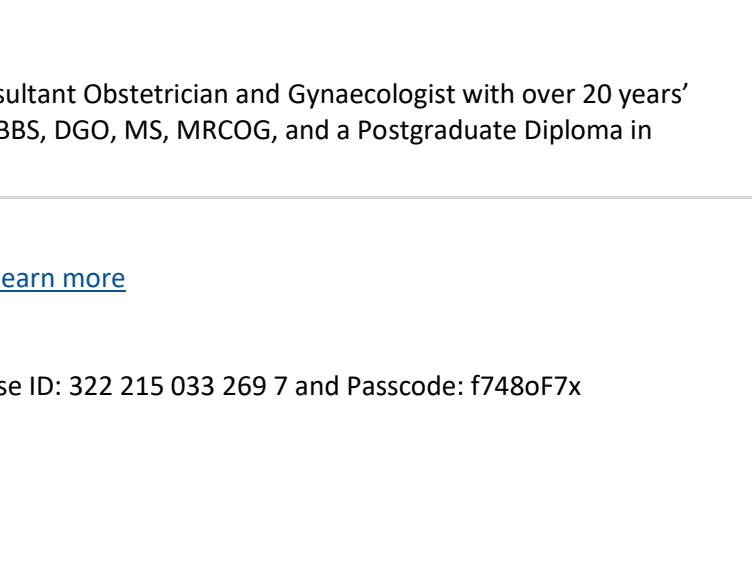 sultant Obstetrician and Gynaecologist with over 20 years’
BBS, DGO, MS, MRCOG, and a Postgraduate Diploma in
earn more
se ID: 322 215 033 269 7 and Passcode: f748oF7x